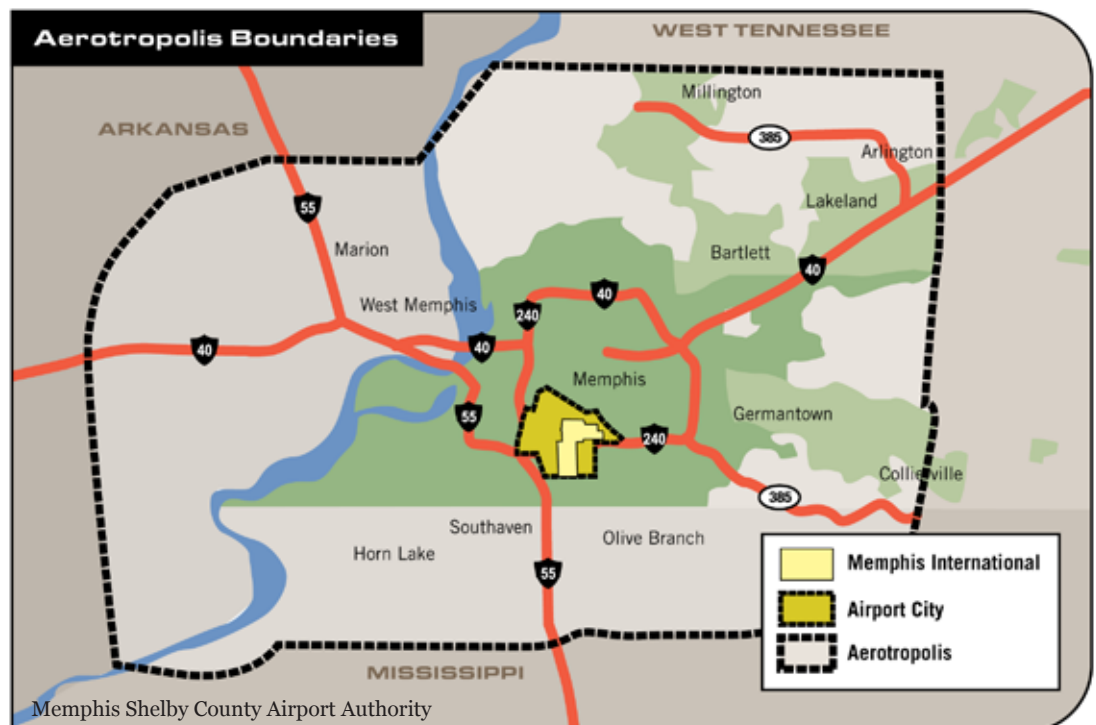 Aerotropolis Boundaries
WEST TENNESSEE
Millington
385
ARKANSAS
Arlington
Lakeland
55
Marion
Bartlett
40
West Memphis
40
240
40
40
Memphis
55
Germantown
240
Collierville
385
Southaven
Olive Branch
Horn Lake
55
Memphis International
Airport City
Aerotropolis
MISSISSIPPI
Memphis Shelby County Airport Authority